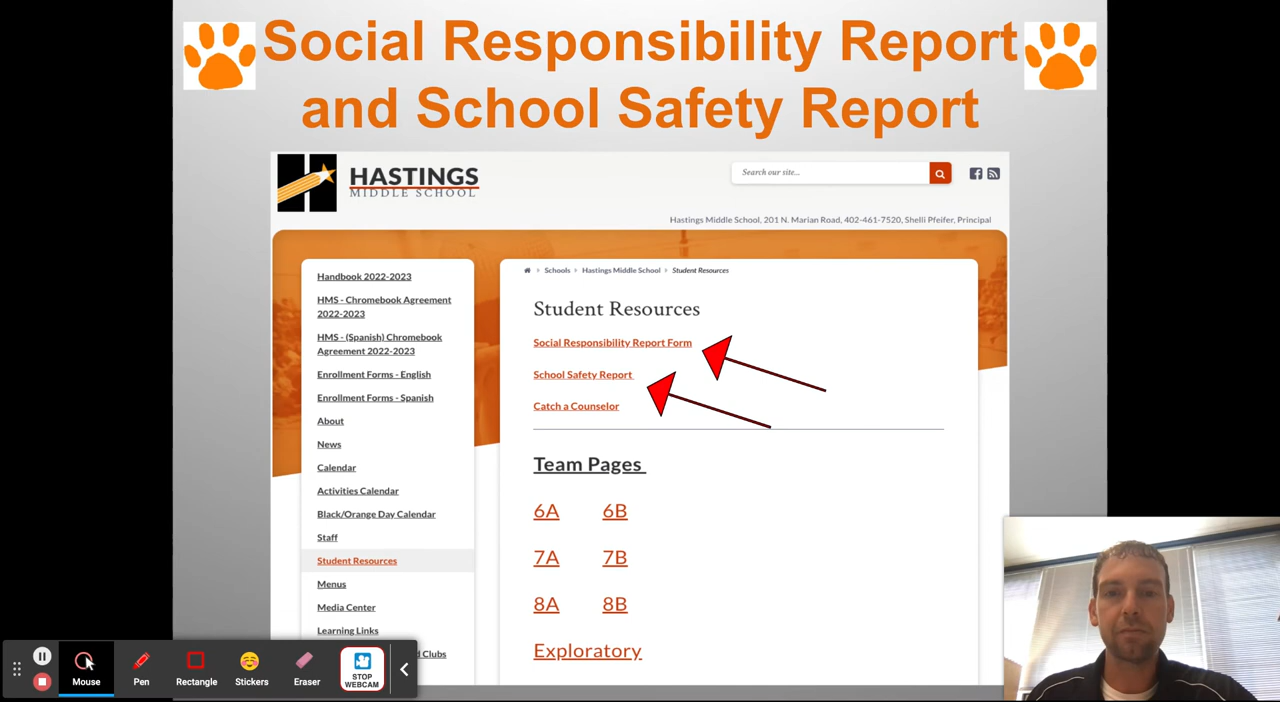 Social Responsibility Report
and School Safety Report
HASTINGS
MIDDLE SCHOOL
Search our site...
Hastings Middle School, 201 N. Marian Road, 402-461-7520, Shelli Pfeifer, Principal
Handbook 2022-2023
HMS - Chromebook Agreement
2022-2023
HMS - (Spanish) Chromebook
Agreement 2022-2023
Enrollment Forms - English
Enrollment Forms - Spanish
About
News
Calendar
Activities Calendar
Black/Orange Day Calendar
Staff
Student Resources
Menus
Media Center
Learning Links
d Clubs
Schools > Hastings Middle School > Student Resources
Student Resources
Social Responsibility Report Form
School Safety Report
Catch a Counselor
Team Pages
6A 6B
7A 7B
8A 8B
Exploratory
Mouse
Pen
Rectangle
Stickers
Eraser
STOP
WEBCAM